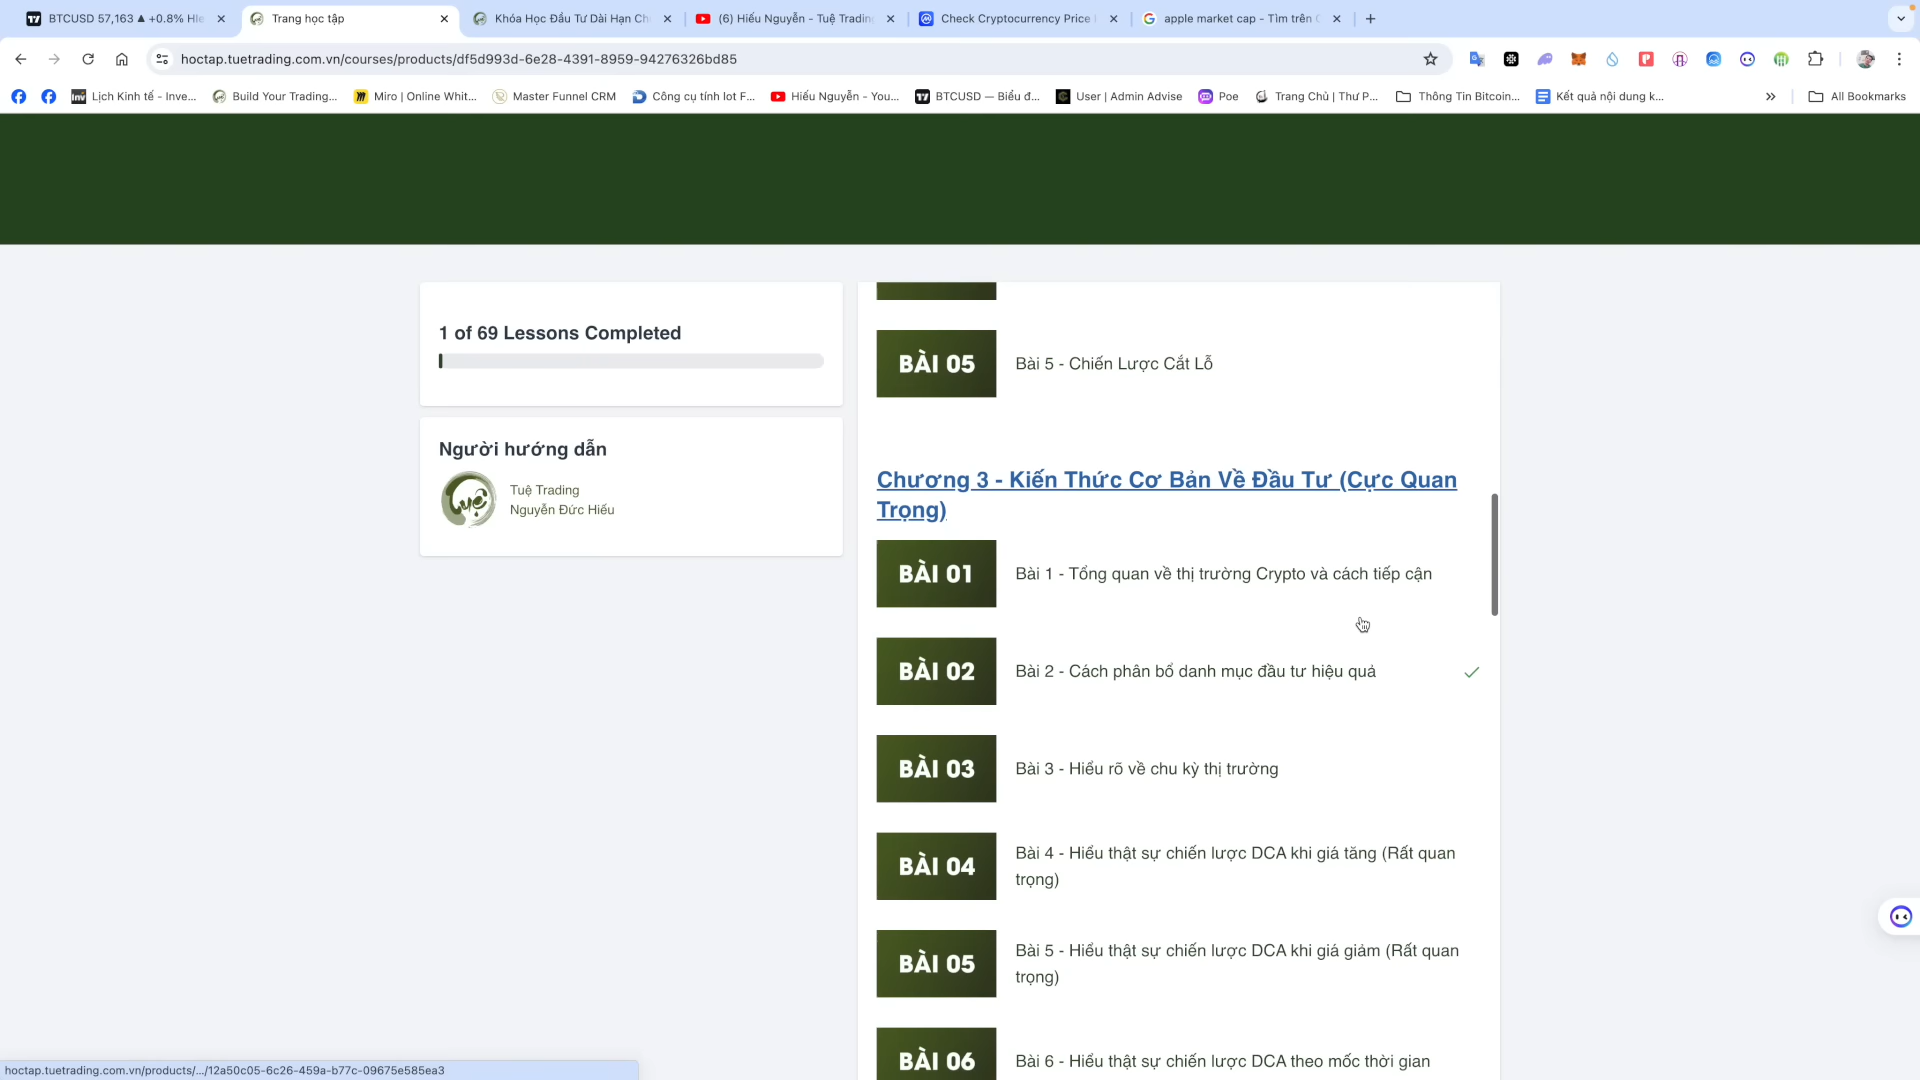 BTCUSD 57,163 ▲ +0.8% Hie
Trang học tập
Khóa Học Đầu Tư Dài Hạn Ch
(6) Hiếu Nguyễn - Tuệ Trading
Check Cryptocurrency Price
apple market cap - Tìm trên G
hoctap.tuetrading.com.vn/courses/products/df5d993d-6e28-4391-8959-94276326bd85
Lịch Kinh tế - Inve...
Build Your Trading...
Miro | Online Whit...
Master Funnel CRM
Công cụ tính lot F...
Hiếu Nguyễn - You...
BTCUSD — Biểu đ...
User | Admin Advise
Poe
Trang Chủ | Thư P...
Thông Tin Bitcoin...
Kết quả nội dung k...
All Bookmarks
1 of 69 Lessons Completed
Người hướng dẫn
Tuệ Trading
Nguyễn Đức Hiếu
BÀI 05
Bài 5 - Chiến Lược Cắt Lỗ
Chương 3 - Kiến Thức Cơ Bản Về Đầu Tư (Cực Quan
Trọng)
BÀI 01
Bài 1 - Tổng quan về thị trường Crypto và cách tiếp cận
BÀI 02
Bài 2 - Cách phân bổ danh mục đầu tư hiệu quả
BÀI 03
Bài 3 - Hiểu rõ về chu kỳ thị trường
BÀI 04
Bài 4 - Hiểu thật sự chiến lược DCA khi giá tăng (Rất quan
trọng)
BÀI 05
Bài 5 - Hiểu thật sự chiến lược DCA khi giá giảm (Rất quan
trọng)
BÀI 06
Bài 6 - Hiểu thật sự chiến lược DCA theo mốc thời gian
hoctap.tuetrading.com.vn/products/.../12a50c05-6c26-459a-b77c-09675e585ea3